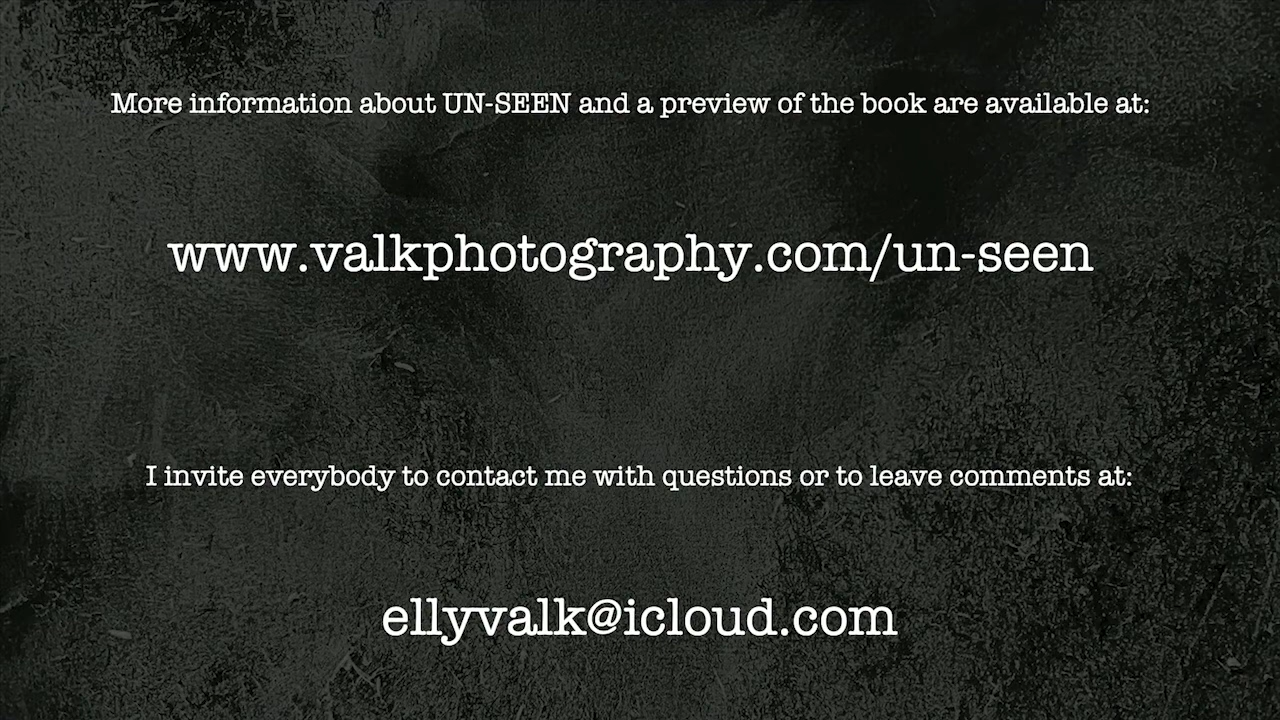 More information about UN-SEEN and a preview of the book are available at:
www.valkphotography.com/un-seen
I invite everybody to contact me with questions or to leave comments at:
ellyvalk@icloud.com